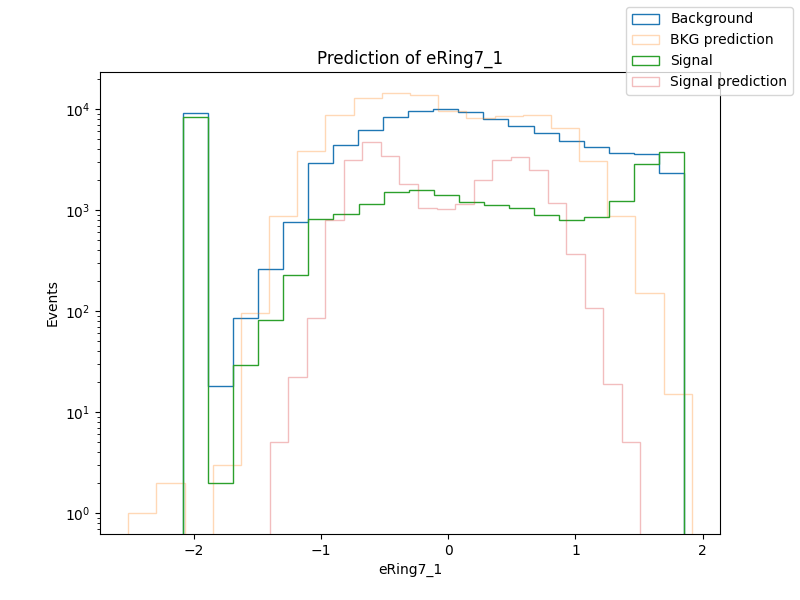 Prediction of eRing7_1
Background
BKG prediction
Signal
Signal prediction
Events
10⁴
10³
10²
10¹
10⁰
−2
−1
0
1
2
eRing7_1